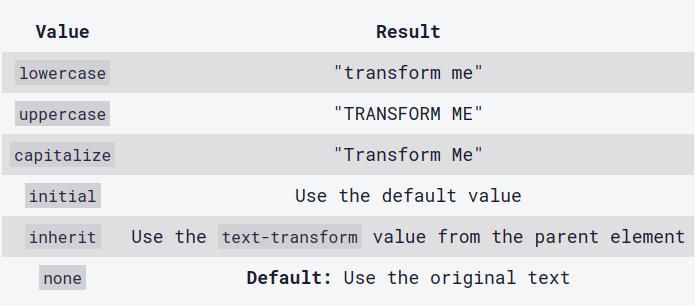 Value Result
lowercase "transform me"
uppercase "TRANSFORM ME"
capitalize "Transform Me"
initial Use the default value
inherit Use the text-transform value from the parent element
none Default: Use the original text